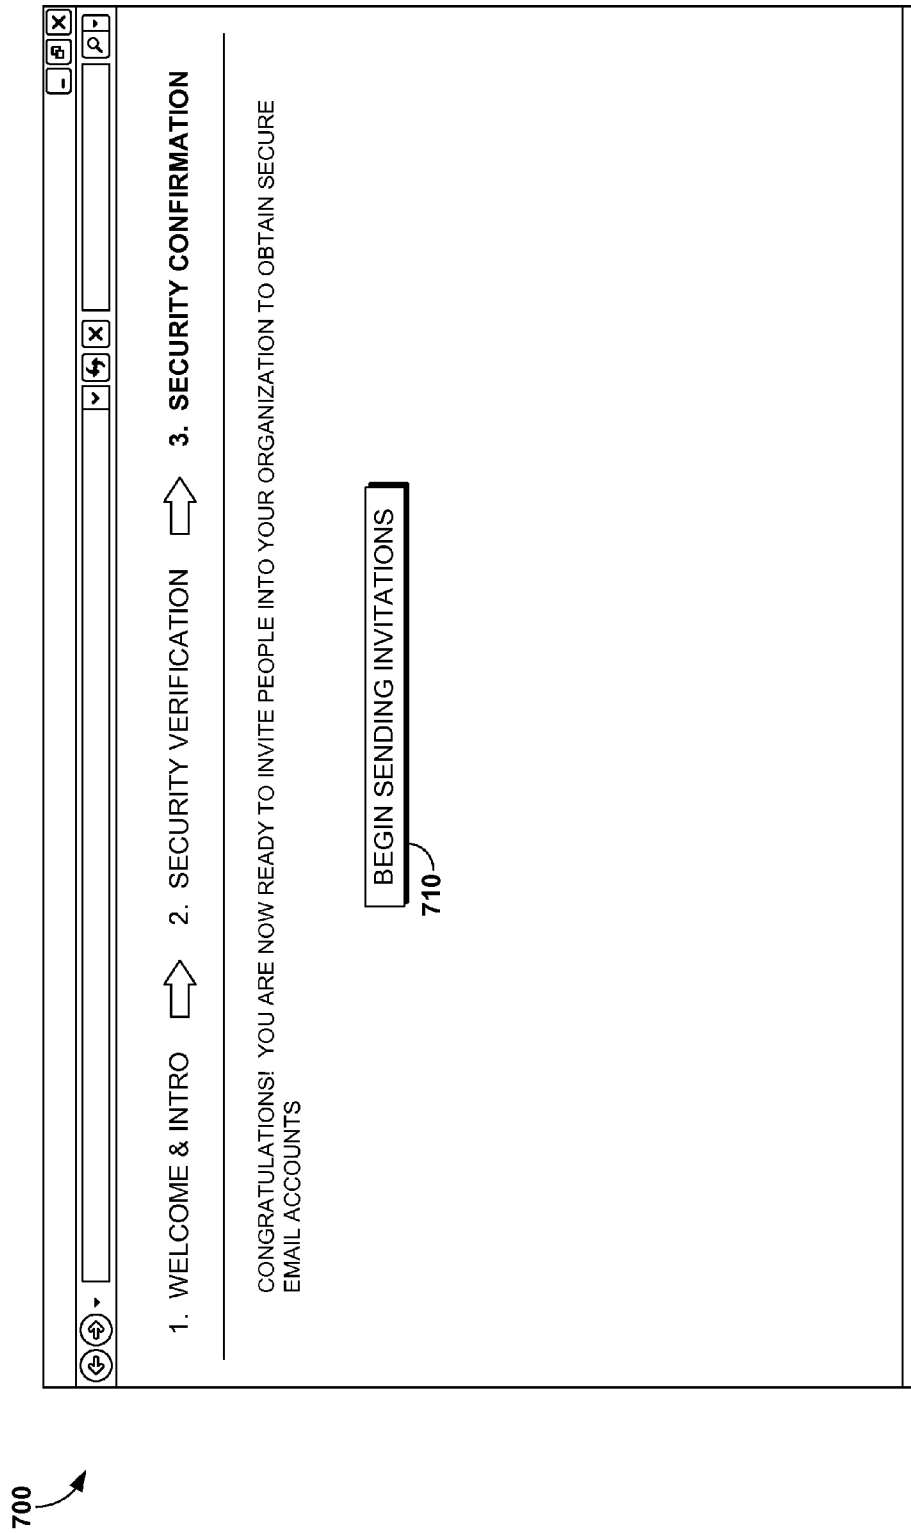 700
1. WELCOME & INTRO 2. SECURITY VERIFICATION 3. SECURITY CONFIRMATION
CONGRATULATIONS! YOU ARE NOW READY TO INVITE PEOPLE INTO YOUR ORGANIZATION TO OBTAIN SECURE
EMAIL ACCOUNTS
BEGIN SENDING INVITATIONS
710